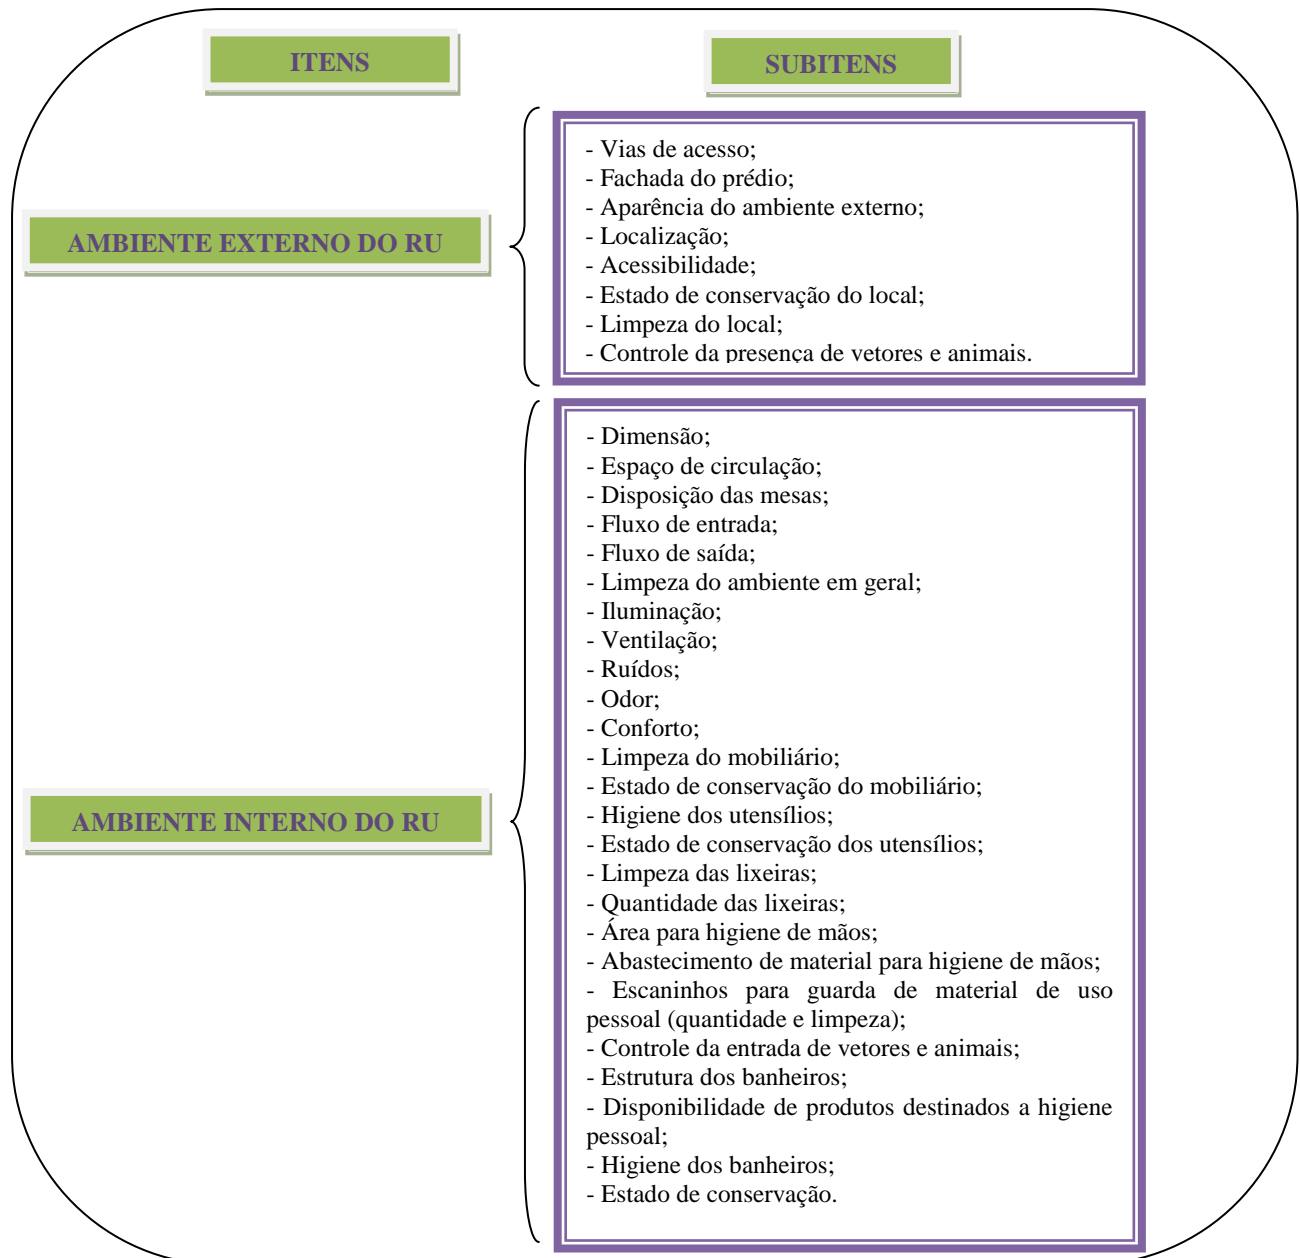 ITENS
SUBITENS
AMBIENTE EXTERNO DO RU
- Vias de acesso;
- Fachada do prédio;
- Aparência do ambiente externo;
- Localização;
- Acessibilidade;
- Estado de conservação do local;
- Limpeza do local;
- Controle da presença de vetores e animais.
AMBIENTE INTERNO DO RU
- Dimensão;
- Espaço de circulação;
- Disposição das mesas;
- Fluxo de entrada;
- Fluxo de saída;
- Limpeza do ambiente em geral;
- Iluminação;
- Ventilação;
- Ruídos;
- Odor;
- Conforto;
- Limpeza do mobiliário;
- Estado de conservação do mobiliário;
- Higiene dos utensílios;
- Estado de conservação dos utensílios;
- Limpeza das lixeiras;
- Quantidade das lixeiras;
- Área para higiene de mãos;
- Abastecimento de material para higiene de mãos;
- Escaninhos para guarda de material de uso
pessoal (quantidade e limpeza);
- Controle da entrada de vetores e animais;
- Estrutura dos banheiros;
- Disponibilidade de produtos destinados a higiene
pessoal;
- Higiene dos banheiros;
- Estado de conservação.